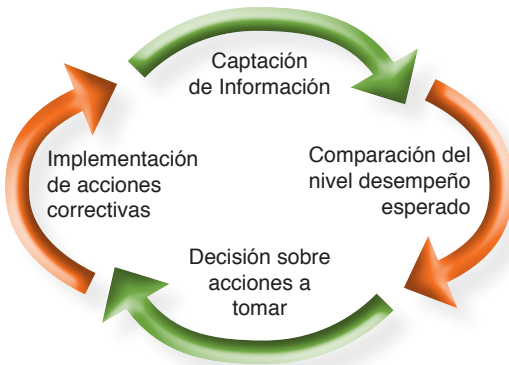 Captación
de Información
Comparación del
nivel desempeño
esperado
Decisión sobre
acciones a
tomar
Implementación
de acciones
correctivas